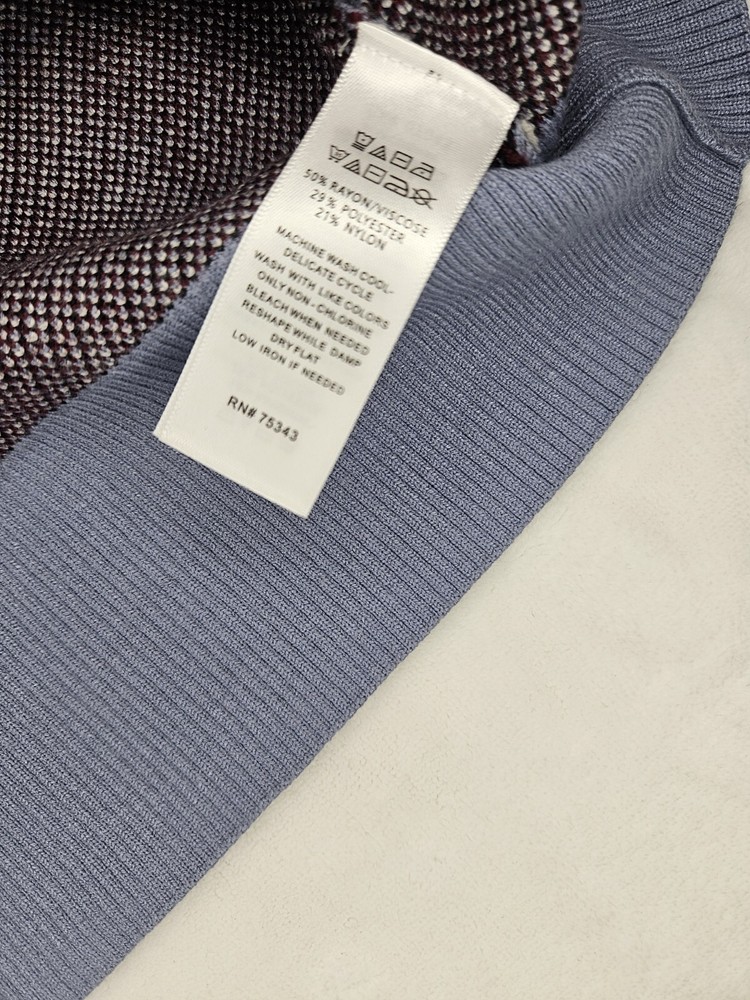 50% RAYON/VISCOSE
29% POLYESTER
21% NYLON
MACHINE WASH COOL-
DELICATE CYCLE
WASH WITH LIKE COLORS
ONLY NON-CHLORINE
BLEACH WHEN NEEDED
RESHAPE WHILE DAMP
DRY FLAT
LOW IRON IF NEEDED
RN# 75343